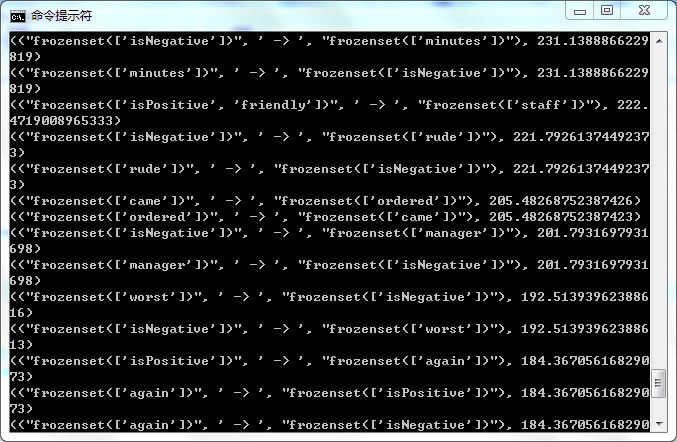 命令提示符
(("frozenset(['isNegative'])", ' -> ', "frozenset(['minutes'])"), 231.1388866229
819)
(("frozenset(['minutes'])", ' -> ', "frozenset(['isNegative'])"), 231.1388866229
819)
(("frozenset(['isPositive', 'friendly'])", ' -> ', "frozenset(['staff'])"), 222.
4719008965333)
(("frozenset(['isNegative'])", ' -> ', "frozenset(['rude'])"), 221.7926137449237
3)
(("frozenset(['rude'])", ' -> ', "frozenset(['isNegative'])"), 221.7926137449237
3)
(("frozenset(['came'])", ' -> ', "frozenset(['ordered'])"), 205.48268752387426)
(("frozenset(['ordered'])", ' -> ', "frozenset(['came'])"), 205.48268752387423)
(("frozenset(['isNegative'])", ' -> ', "frozenset(['manager'])"), 201.7931697931
698)
(("frozenset(['manager'])", ' -> ', "frozenset(['isNegative'])"), 201.7931697931
698)
(("frozenset(['worst'])", ' -> ', "frozenset(['isNegative'])"), 192.513939623886
16)
(("frozenset(['isNegative'])", ' -> ', "frozenset(['worst'])"), 192.513939623886
13)
(("frozenset(['isPositive'])", ' -> ', "frozenset(['again'])"), 184.367056168290
73)
(("frozenset(['again'])", ' -> ', "frozenset(['isPositive'])"), 184.367056168290
73)
(("frozenset(['again'])", ' -> ', "frozenset(['isNegative'])"), 184.367056168290